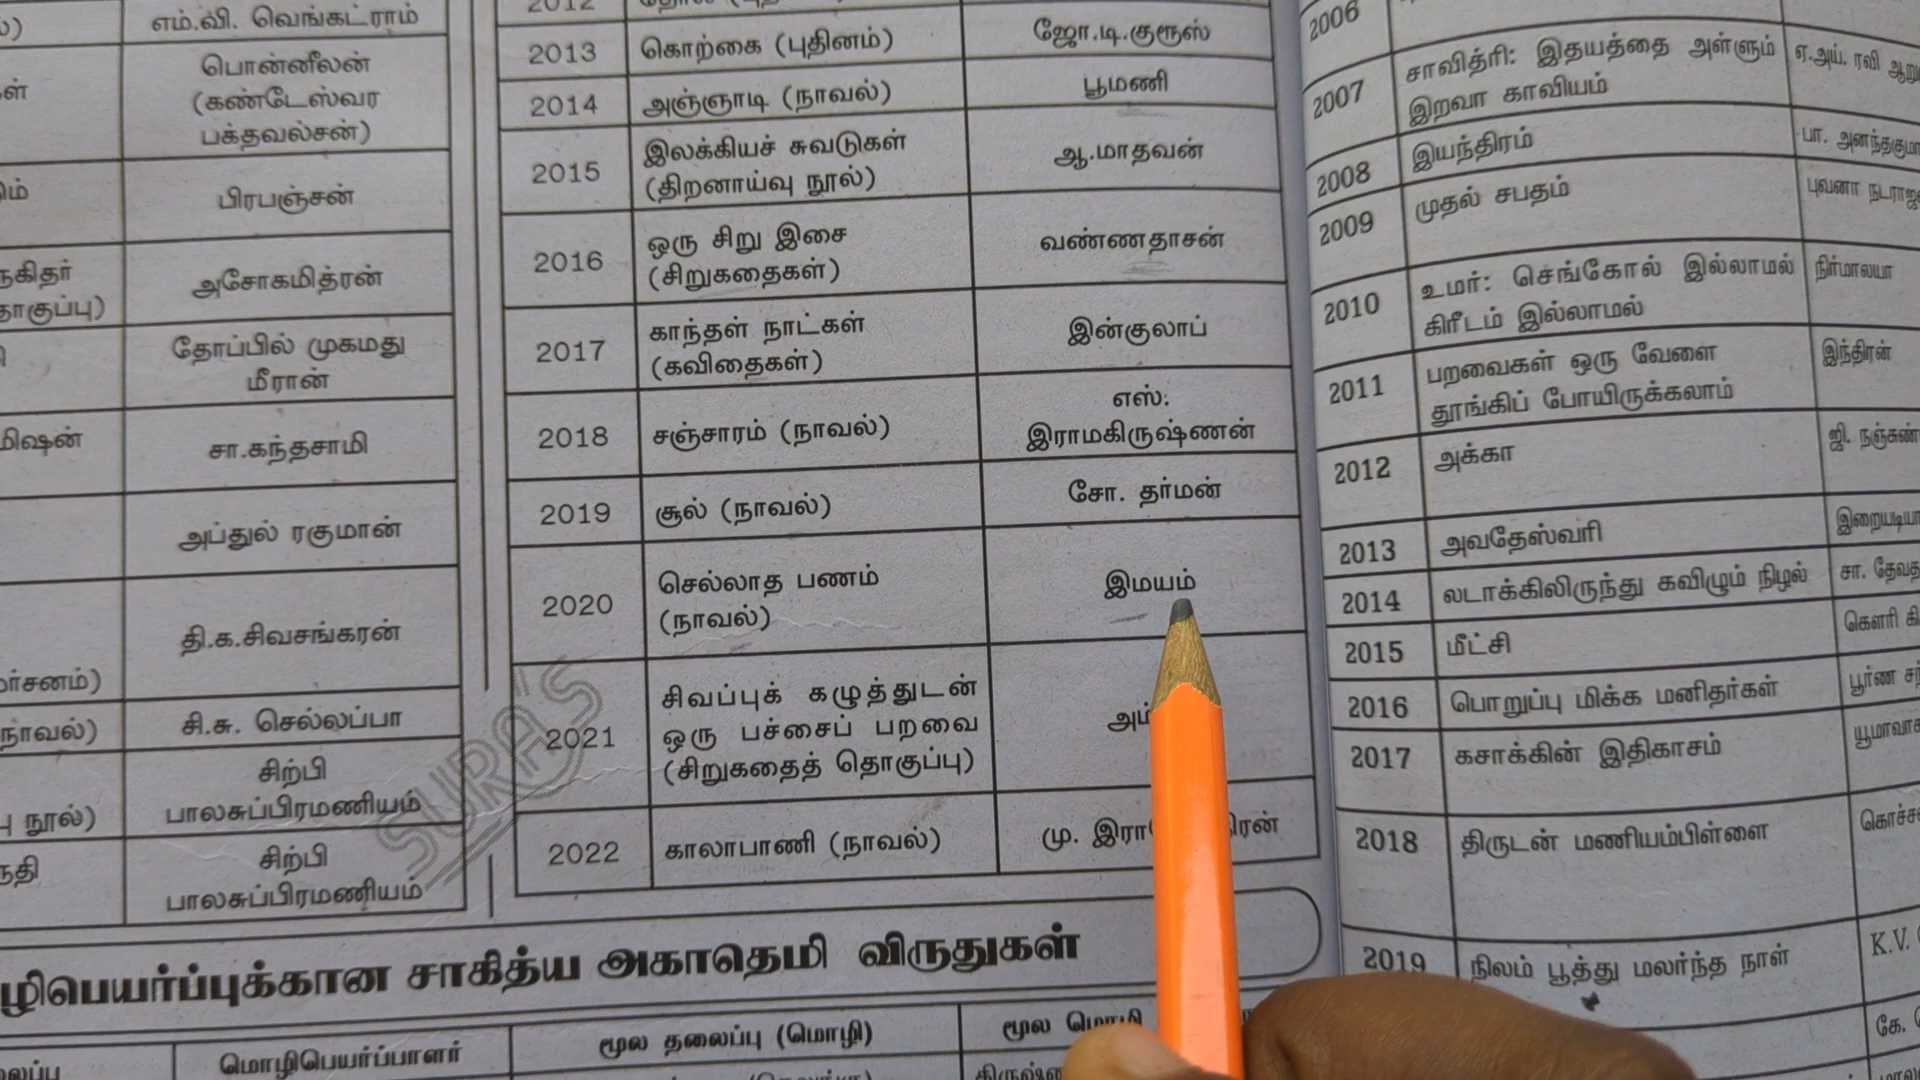 எம்.வி. வெங்கட்ராம்
பொன்னீலன்
(கண்டேஸ்வர
பக்தவல்சன்)
பிரபஞ்சன்
அசோகமித்ரன்
தோப்பில் முகமது
மீரான்
சா.கந்தசாமி
அப்துல் ரகுமான்
தி.க.சிவசங்கரன்
சி.சு. செல்லப்பா
சிற்பி
பாலசுப்பிரமணியம்
சிற்பி
பாலசுப்பிரமணியம்
நூல்)
2012
2013 கொற்கை (புதினம்) ஜோ.டி.குரூஸ்
2014 அஞ்ஞாடி (நாவல்) பூமணி
2015 இலக்கியச் சுவடுகள்
(திறனாய்வு நூல்) ஆ.மாதவன்
2016 ஒரு சிறு இசை
(சிறுகதைகள்) வண்ணதாசன்
2017 காந்தள் நாட்கள்
(கவிதைகள்) இன்குலாப்
2018 சஞ்சாரம் (நாவல்) எஸ்.
இராமகிருஷ்ணன்
2019 சூல் (நாவல்) சோ. தர்மன்
2020 செல்லாத பணம்
(நாவல்) இமயம்
2021 சிவப்புக் கழுத்துடன்
ஒரு பச்சைப் பறவை
(சிறுகதைத் தொகுப்பு)
2022 காலாபாணி (நாவல்) மு.
SURA'S
சாகித்ய அகாதெமி விருதுகள்
மொழிபெயர்ப்பாளர் மூல தலைப்பு (மொழி) மூல
2006
2007 சாவித்ரி: இதயத்தை அள்ளும் ஏ.அய். ரவி
இறவா காவியம்
2008 இயந்திரம் பா.
2009 முதல் சபதம் புவனா
2010 உமர்: செங்கோல் இல்லாமல் நிர்மாலயா
கிரீடம் இல்லாமல்
2011 பறவைகள் ஒரு வேளை இந்திரன்
தூங்கிப் போயிருக்கலாம்
2012 அக்கா ஜி.
2013 அவதேஸ்வரி
2014 லடாக்கிலிருந்து கவிழும் நிழல் சா.
2015 மீட்சி கௌரி
2016 பொறுப்பு மிக்க மனிதர்கள் பூர்ண
2017 கசாக்கின் இதிகாசம்
2018 திருடன் மணியம்பிள்ளை
2019 நிலம் பூத்து மலர்ந்த நாள் K.V.
கே.